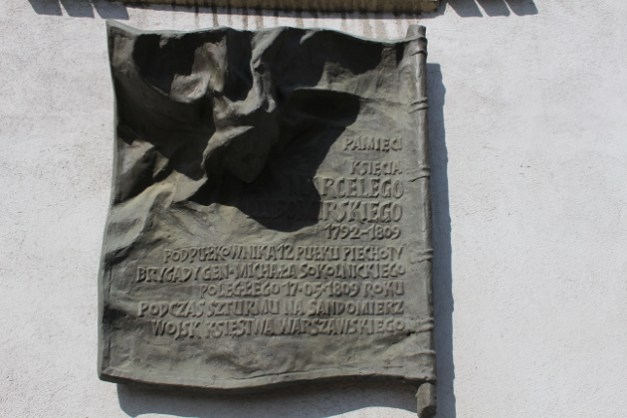 PAMIĘCI
KSIĘCIA
RCELEGO
RSKIEGO
1792-1809
PODPUŁKOWNIKA 12 PUŁKU PIECHOTY
BRYGADY GEN· MICHAŁA SOKOLNICKIEGO
POLEGŁEGO 17·05·1809 ROKU
PODCZAS SZTURMU NA SANDOMIERZ
WOJSK KSIĘSTWA WARSZAWSKIEGO